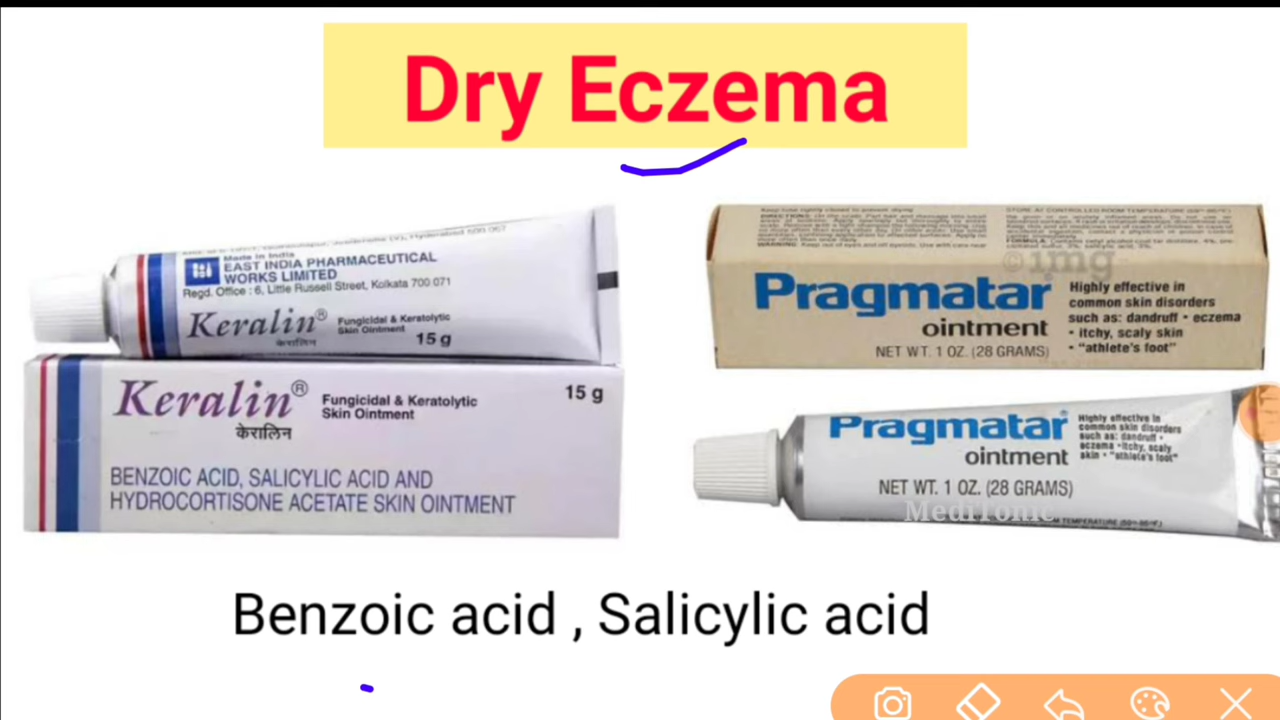 Dry Eczema
Made in India
EAST INDIA PHARMACEUTICAL
WORKS LIMITED
Regd. Office : 6, Little Russell Street, Kolkata 700 071
Keralin®
Fungicidal & Keratolytic
Skin Ointment
केरालिन
15 g
Keralin®
Fungicidal & Keratolytic
Skin Ointment
15 g
केरालिन
BENZOIC ACID, SALICYLIC ACID AND
HYDROCORTISONE ACETATE SKIN OINTMENT
©img
Pragmatar
ointment
NET WT. 1 OZ. (28 GRAMS)
Highly effective in
common skin disorders
such as: dandruff • eczema
• itchy, scaly skin
• "athlete's foot"
Pragmatar®
ointment
NET WT. 1 OZ. (28 GRAMS)
Highly effective in
common skin disorders
such as: dandruff •
eczema • itchy, scaly
skin • "athlete's foot"
MediTonic
Benzoic acid , Salicylic acid